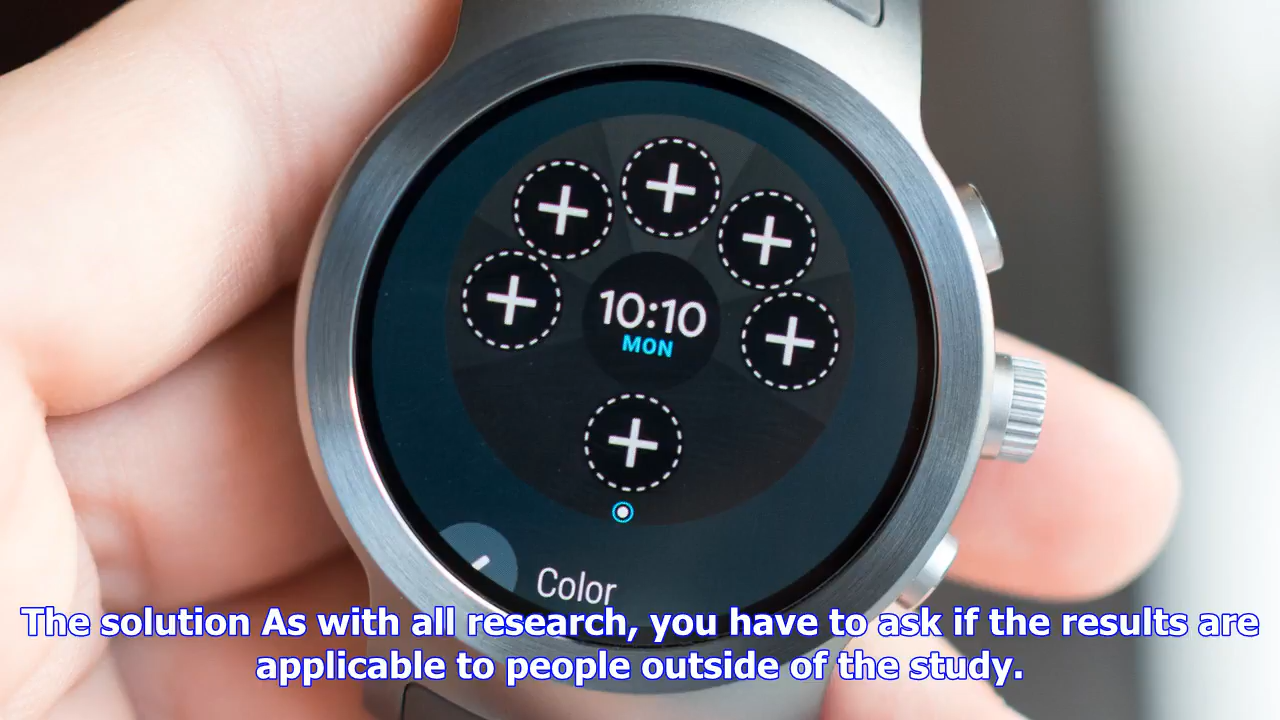 10:10
MON
Color
The solution As with all research, you have to ask if the results are
applicable to people outside of the study.